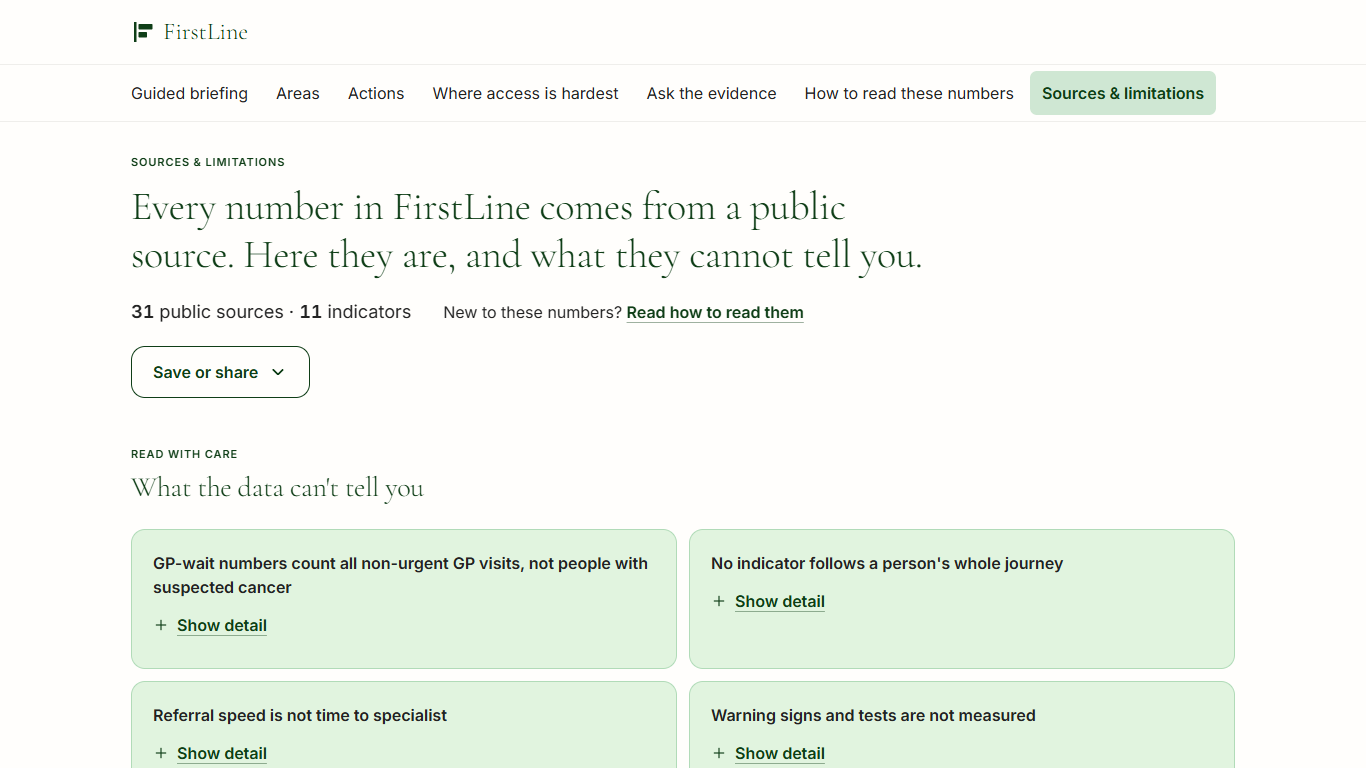 FirstLine
Guided briefing
Areas
Actions
Where access is hardest
Ask the evidence
How to read these numbers
Sources & limitations
SOURCES & LIMITATIONS
Every number in FirstLine comes from a public
source. Here they are, and what they cannot tell you.
31 public sources · 11 indicators
New to these numbers? Read how to read them
Save or share
READ WITH CARE
What the data can't tell you
GP-wait numbers count all non-urgent GP visits, not people with
suspected cancer
+ Show detail
No indicator follows a person's whole journey
+ Show detail
Referral speed is not time to specialist
+ Show detail
Warning signs and tests are not measured
+ Show detail